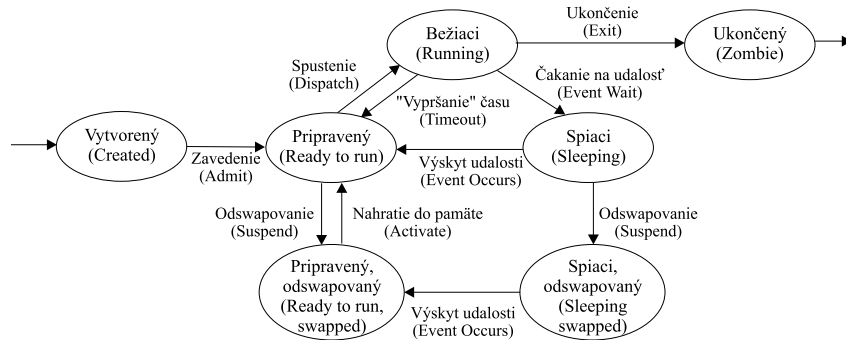 Bežiaci
(Running)
Ukončenie
(Exit)
Ukončený
(Zombie)
Spustenie
(Dispatch)
"Vypršanie" času
(Timeout)
Čakanie na udalosť
(Event Wait)
Vytvorený
(Created)
Zavedenie
(Admit)
Pripravený
(Ready to run)
Výskyt udalosti
(Event Occurs)
Spiaci
(Sleeping)
Odswapovanie
(Suspend)
Nahratie do pamäte
(Activate)
Odswapovanie
(Suspend)
Pripravený,
odswapovaný
(Ready to run,
swapped)
Výskyt udalosti
(Event Occurs)
Spiaci,
odswapovaný
(Sleeping
swapped)